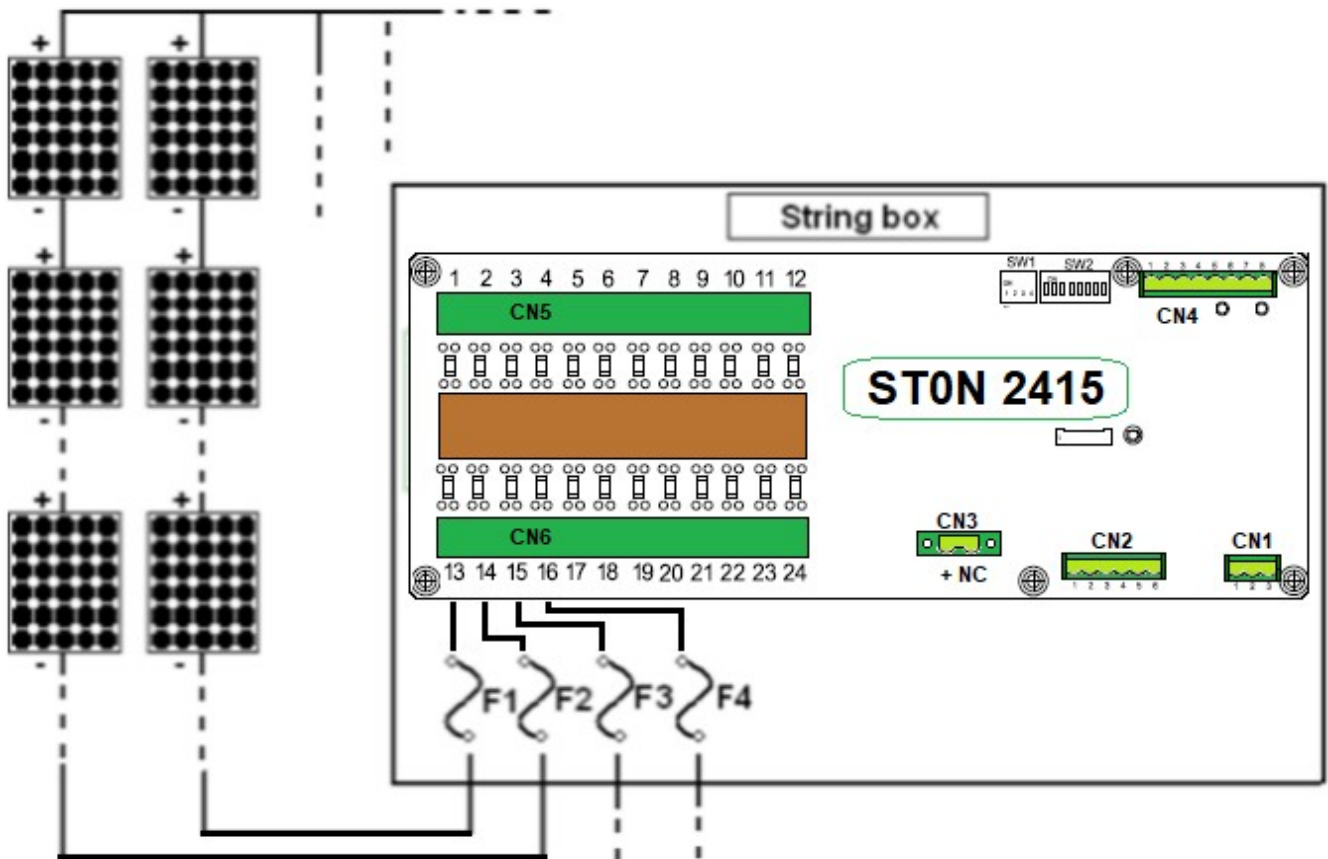 + +
- -
+ +
- -
+ +
- -
String box
1 2 3 4 5 6 7 8 9 10 11 12
CN5
SW1 SW2
1 2 3 4 5 6 7 8
CN4
ST0N 2415
CN6
13 14 15 16 17 18 19 20 21 22 23 24
CN3
+ NC
CN2
1 2 3 4 5 6
CN1
1 2 3
F1 F2 F3 F4